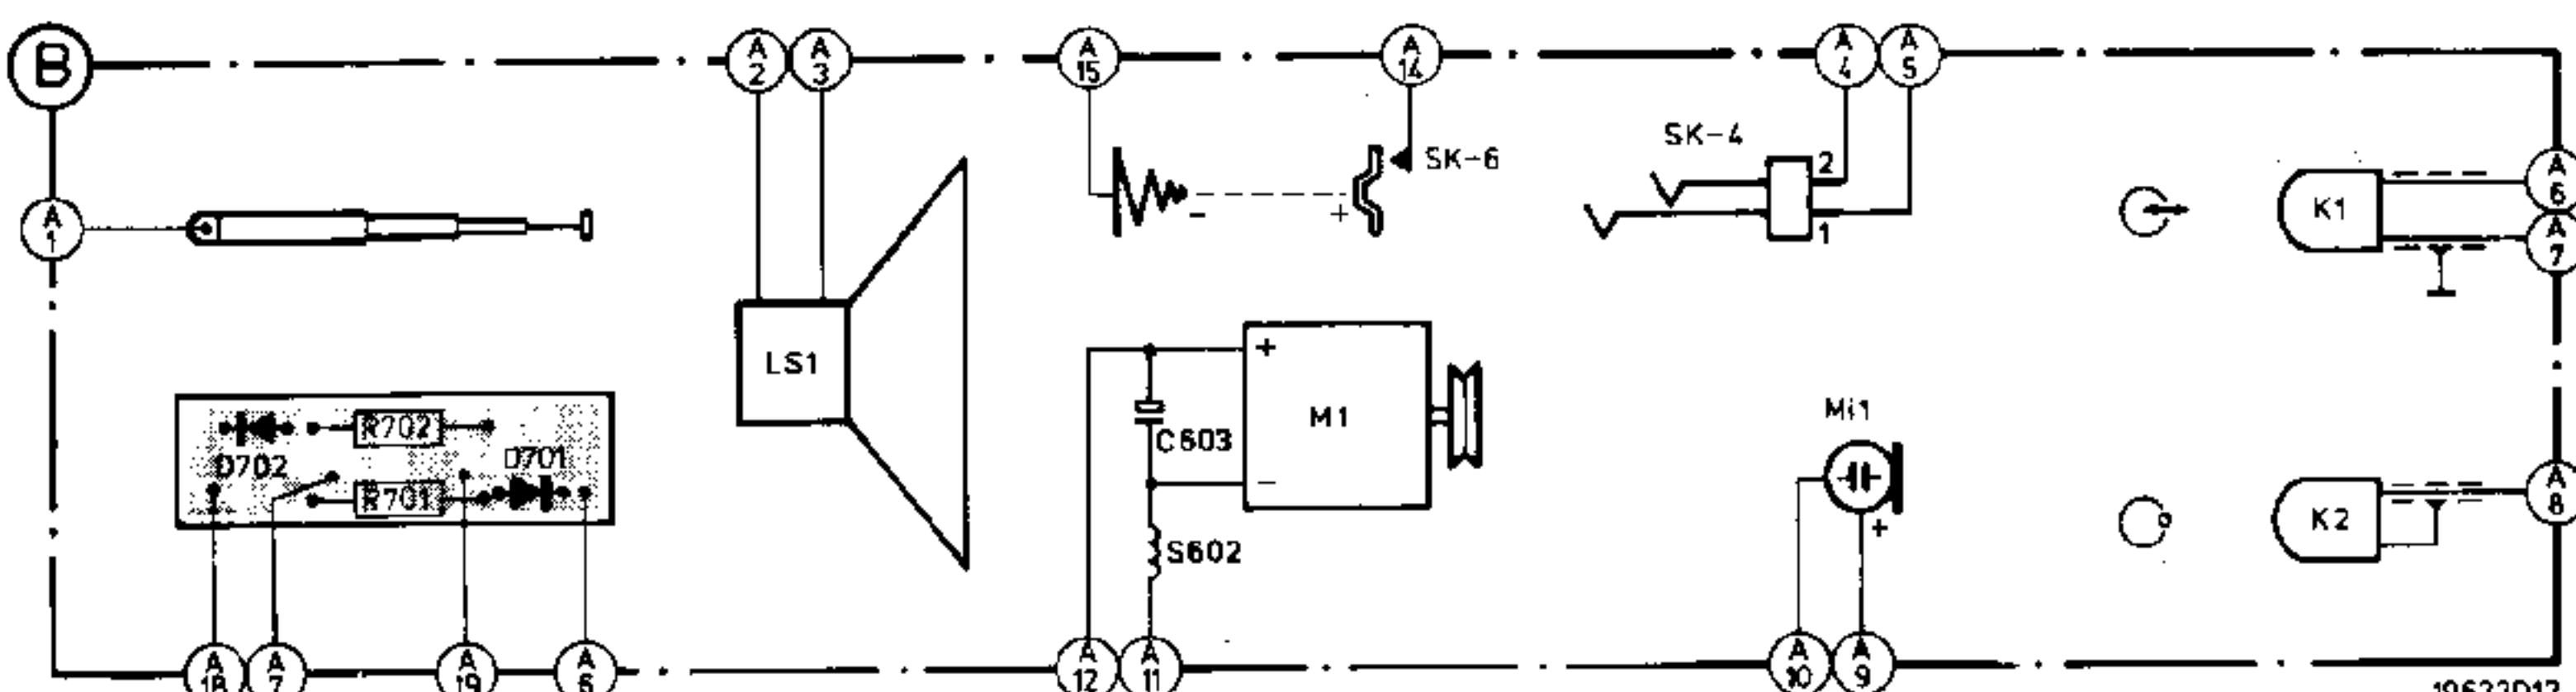 B
A 2
A 3
A 15
A 14
A 4
A 5
A 1
SK-6
SK-4
2
1
-
+
K1
A 6
A 7
LS1
+
M1
-
C603
S602
Mi1
+
K2
A 8
R702
D702
D701
R701
A 18
A 7
A 19
A 6
A 12
A 11
A 10
A 9